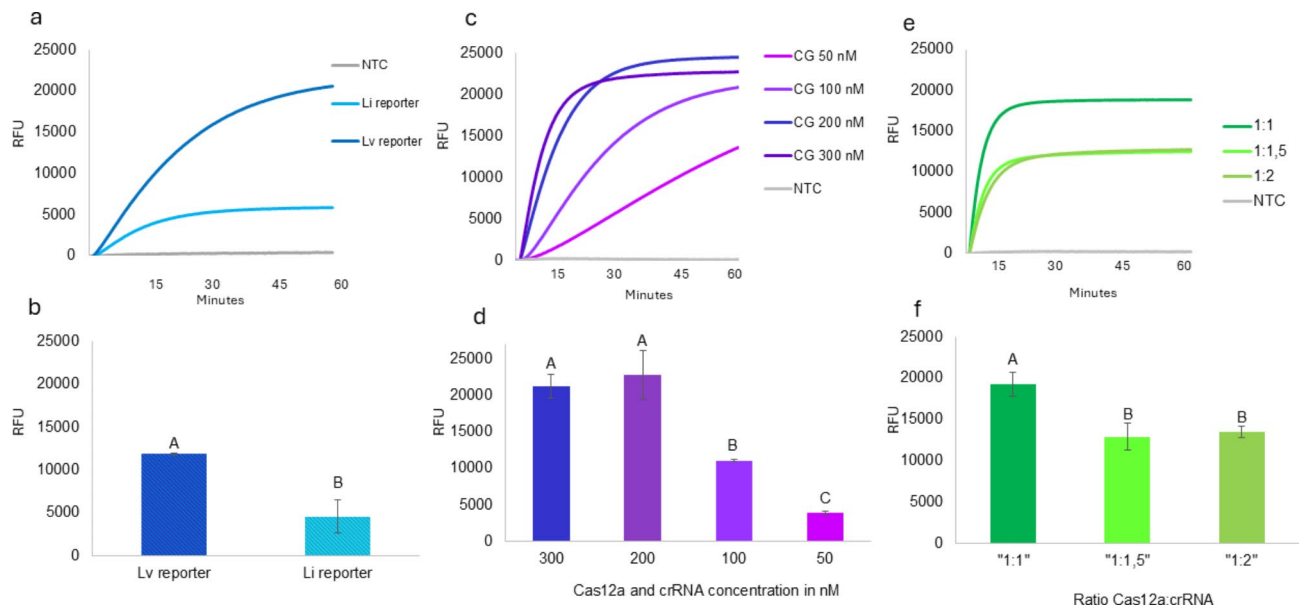 a
25000
20000
15000
10000
5000
0
RFU
15 30 45 60
Minutes
NTC
Li reporter
Lv reporter
b
25000
20000
15000
10000
5000
0
RFU
A
B
Lv reporter Li reporter
c
25000
20000
15000
10000
5000
0
RFU
15 30 45 60
Minutes
CG 50 nM
CG 100 nM
CG 200 nM
CG 300 nM
NTC
d
25000
20000
15000
10000
5000
0
RFU
A
A
B
C
300 200 100 50
Cas12a and crRNA concentration in nM
e
25000
20000
15000
10000
5000
0
RFU
15 30 45 60
Minutes
1:1
1:1,5
1:2
NTC
f
25000
20000
15000
10000
5000
0
RFU
A
B
B
"1:1" "1:1,5" "1:2"
Ratio Cas12a:crRNA